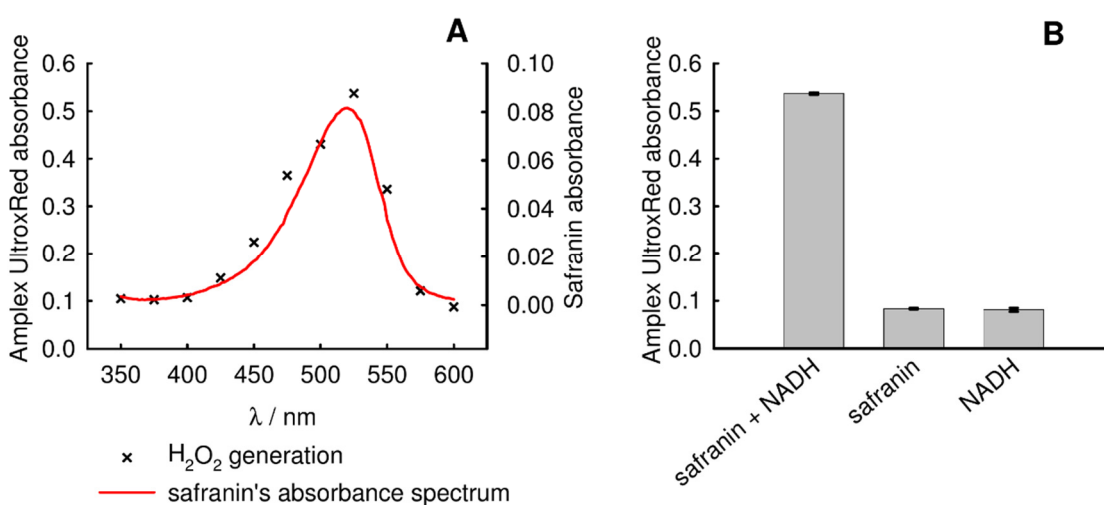 A
Amplex UltroxRed absorbance
0.6
0.5
0.4
0.3
0.2
0.1
0.0
350 400 450 500 550 600
λ / nm
0.10
0.08
0.06
0.04
0.02
0.00
Safranin absorbance
× H₂O₂ generation
safranin's absorbance spectrum
B
Amplex UltroxRed absorbance
0.6
0.5
0.4
0.3
0.2
0.1
0.0
safranin + NADH
safranin
NADH